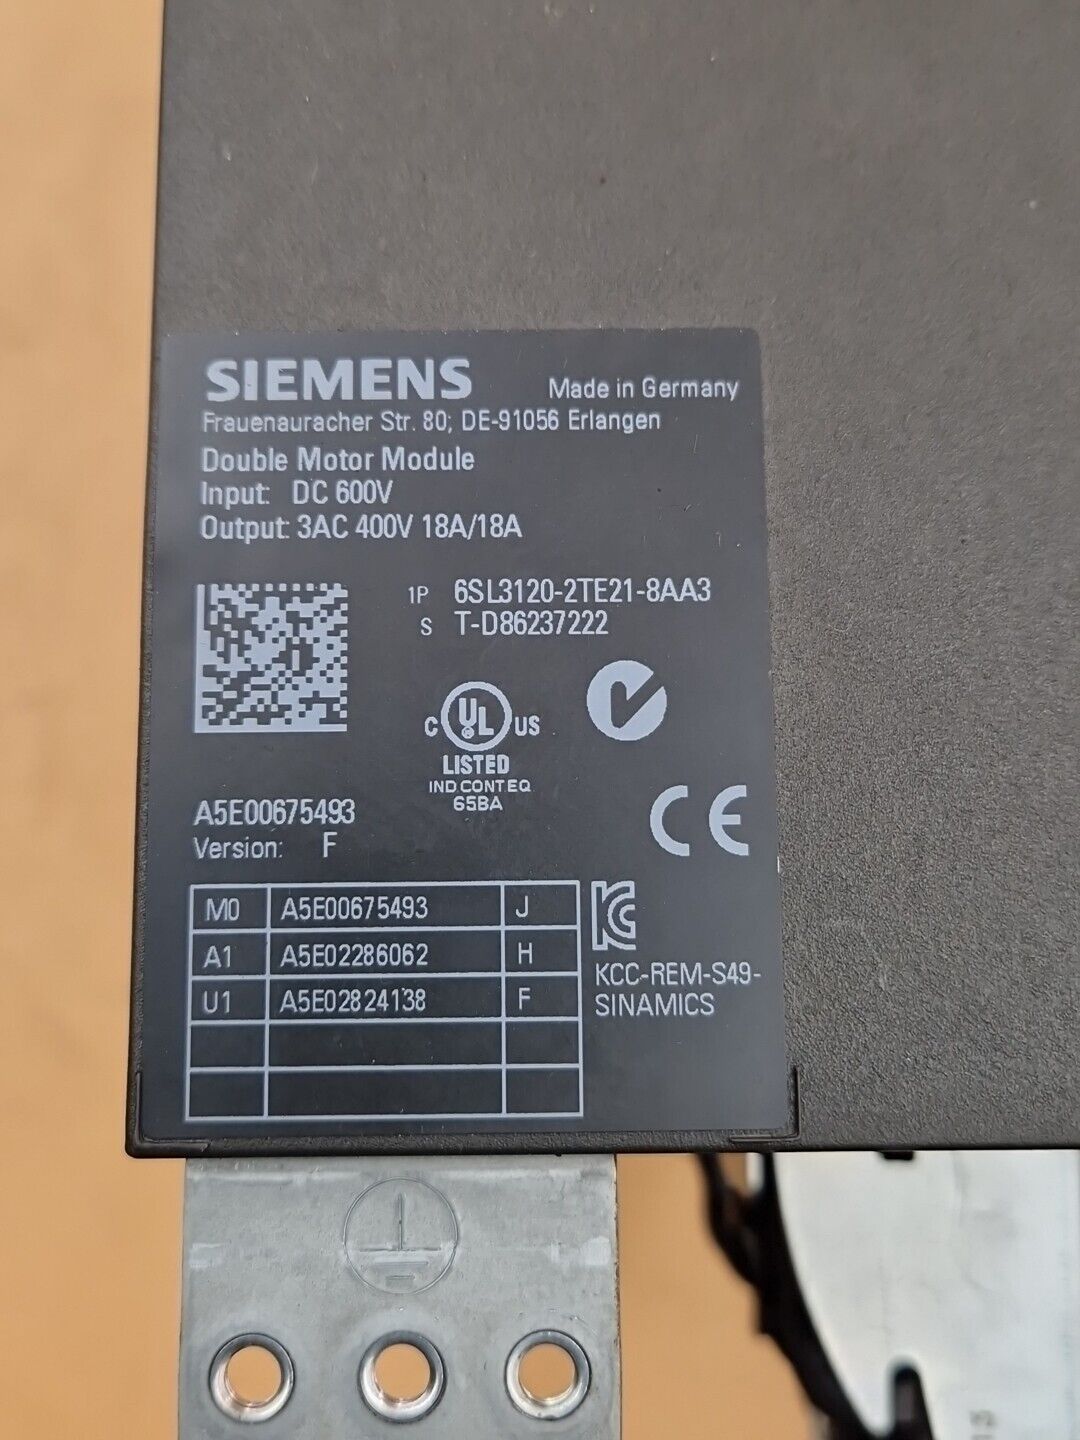 SIEMENS Made in Germany
Frauenauracher Str. 80; DE-91056 Erlangen
Double Motor Module
Input: DC 600V
Output: 3AC 400V 18A/18A
1P 6SL3120-2TE21-8AA3
S T-D86237222
C UL ® US
LISTED
IND CONT EQ
65BA
CE
A5E00675493
Version: F
M0 A5E00675493 J
A1 A5E02286062 H
U1 A5E02824138 F
KC
KCC-REM-S49-
SINAMICS